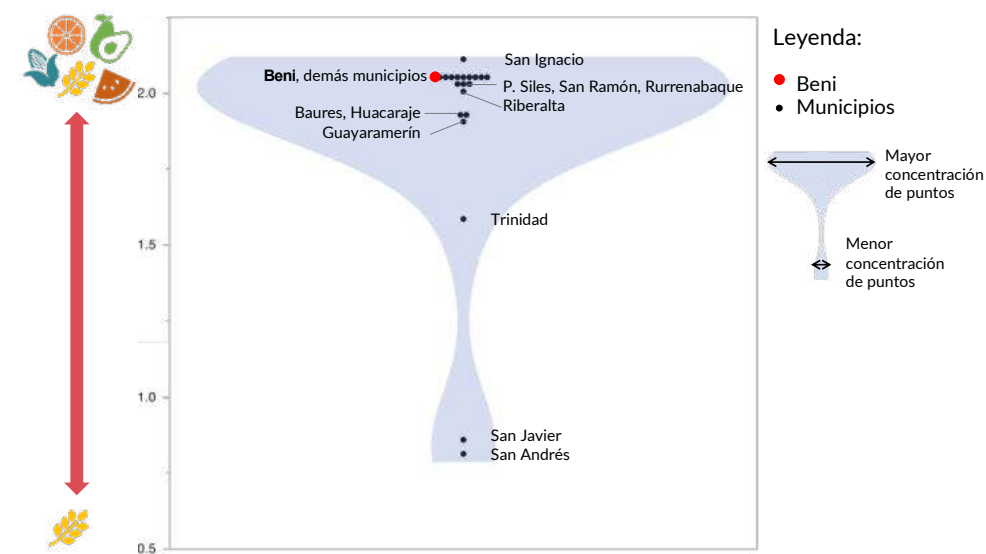 San Ignacio
Beni, demás municipios
P. Siles, San Ramón, Rurrenabaque
2.0
Riberalta
Baures, Huacaraje
Guayaramerín
Trinidad
1.5
1.0
San Javier
San Andrés
0.5
Leyenda:
Beni
Municipios
Mayor
concentración
de puntos
Menor
concentración
de puntos